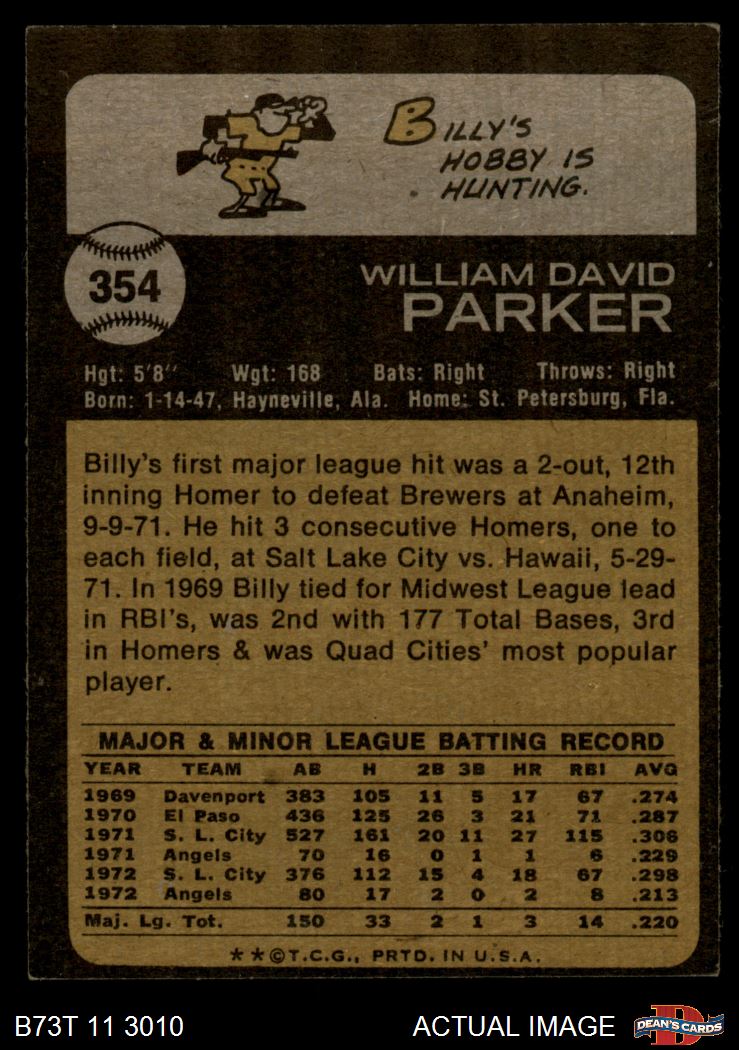 BILLY'S
HOBBY IS
HUNTING.
354
WILLIAM DAVID
PARKER
Hgt: 5'8" Wgt: 168 Bats: Right Throws: Right
Born: 1-14-47, Hayneville, Ala. Home: St. Petersburg, Fla.
Billy's first major league hit was a 2-out, 12th
inning Homer to defeat Brewers at Anaheim,
9-9-71. He hit 3 consecutive Homers, one to
each field, at Salt Lake City vs. Hawaii, 5-29-
71. In 1969 Billy tied for Midwest League lead
in RBI's, was 2nd with 177 Total Bases, 3rd
in Homers & was Quad Cities' most popular
player.
MAJOR & MINOR LEAGUE BATTING RECORD
YEAR TEAM AB H 2B 3B HR RBI AVG
1969 Davenport 383 105 11 5 17 67 .274
1970 El Paso 436 125 26 3 21 71 .287
1971 S. L. City 527 161 20 11 27 115 .306
1971 Angels 70 16 0 1 1 6 .229
1972 S. L. City 376 112 15 4 18 67 .298
1972 Angels 80 17 2 0 2 8 .213
Maj. Lg. Tot. 150 33 2 1 3 14 .220
**©T.C.G., PRTD. IN U.S.A.
B73T 11 3010 ACTUAL IMAGE D DEAN'S CARDS